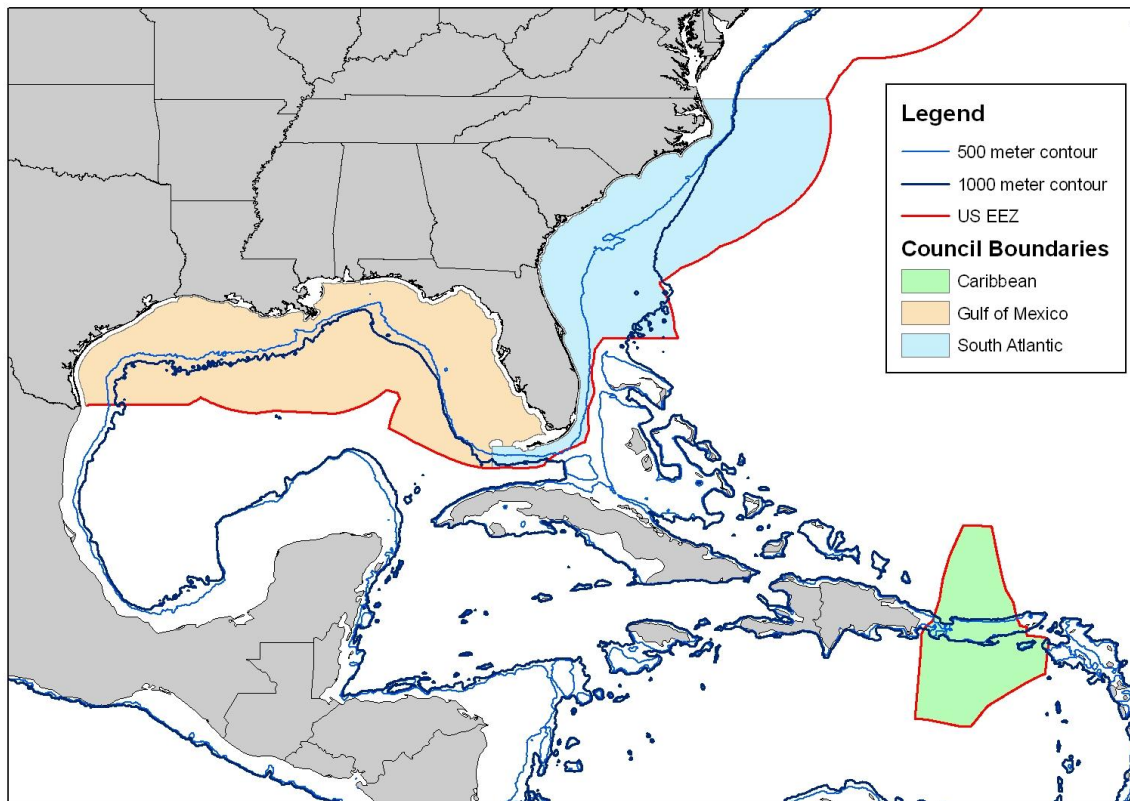 Legend
500 meter contour
1000 meter contour
US EEZ
Council Boundaries
Caribbean
Gulf of Mexico
South Atlantic